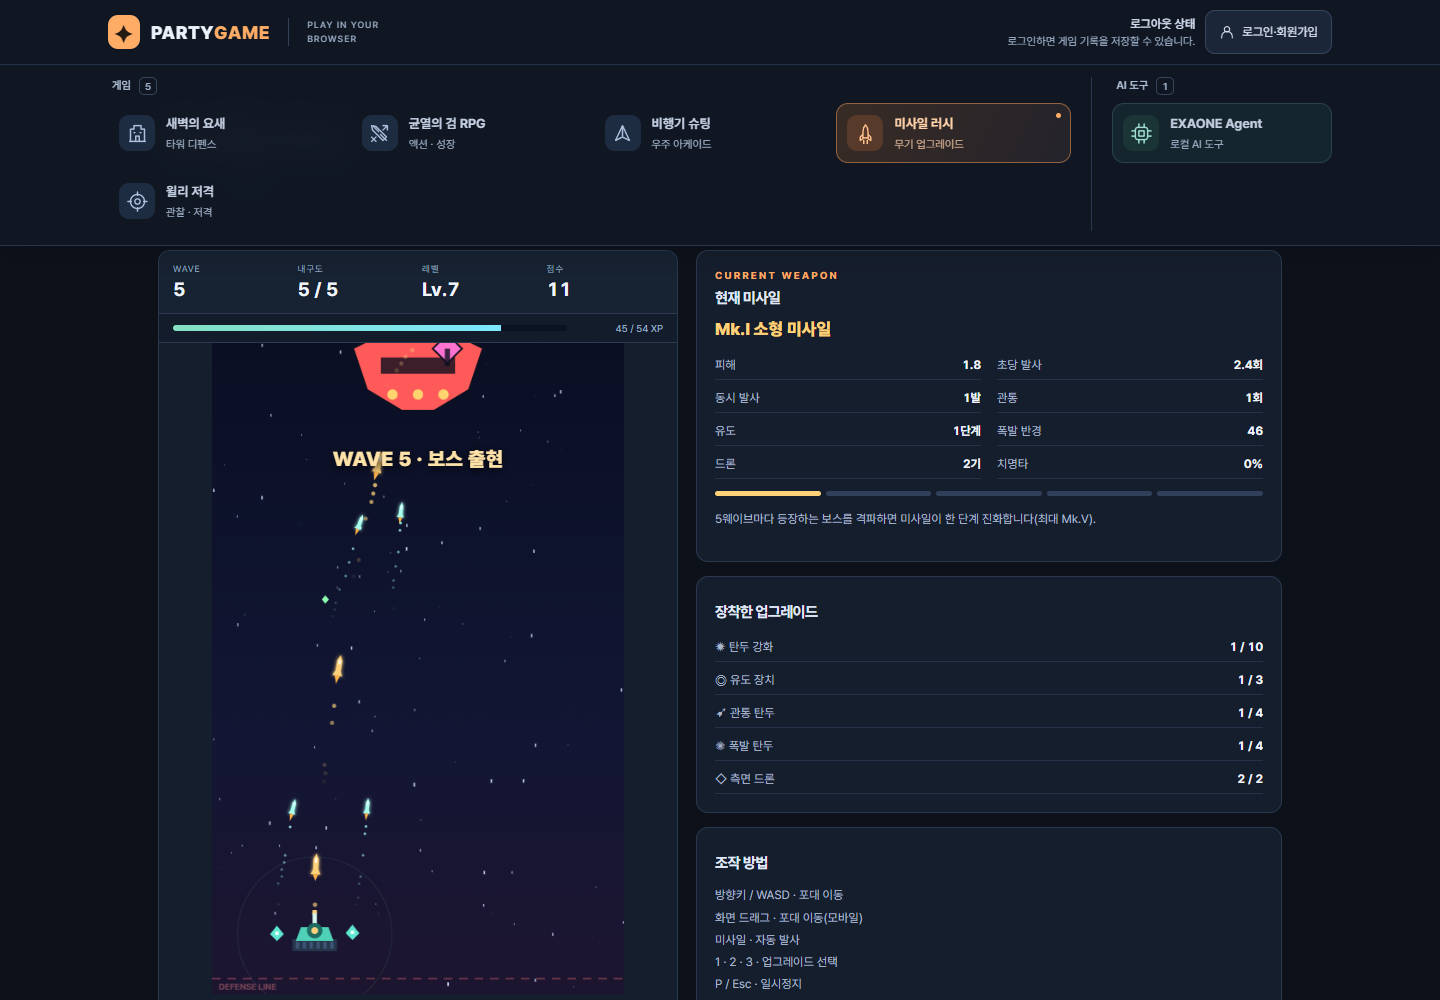 PARTYGAME
PLAY IN YOUR
BROWSER
로그아웃 상태
로그인하면 게임 기록을 저장할 수 있습니다.
로그인·회원가입
게임 5
새벽의 요새
타워 디펜스
균열의 검 RPG
액션 · 성장
비행기 슈팅
우주 아케이드
미사일 러시
무기 업그레이드
윌리 저격
관찰 · 저격
AI 도구 1
EXAONE Agent
로컬 AI 도구
WAVE
5
내구도
5 / 5
레벨
Lv.7
점수
11
45 / 54 XP
WAVE 5 · 보스 출현
DEFENSE LINE
CURRENT WEAPON
현재 미사일
Mk.I 소형 미사일
피해 1.8
초당 발사 2.4회
동시 발사 1발
관통 1회
유도 1단계
폭발 반경 46
드론 2기
치명타 0%
5웨이브마다 등장하는 보스를 격파하면 미사일이 한 단계 진화합니다(최대 Mk.V).
장착한 업그레이드
✹ 탄두 강화 1 / 10
◎ 유도 장치 1 / 3
➶ 관통 탄두 1 / 4
✺ 폭발 탄두 1 / 4
◇ 측면 드론 2 / 2
조작 방법
방향키 / WASD · 포대 이동
화면 드래그 · 포대 이동(모바일)
미사일 · 자동 발사
1 · 2 · 3 · 업그레이드 선택
P / Esc · 일시정지